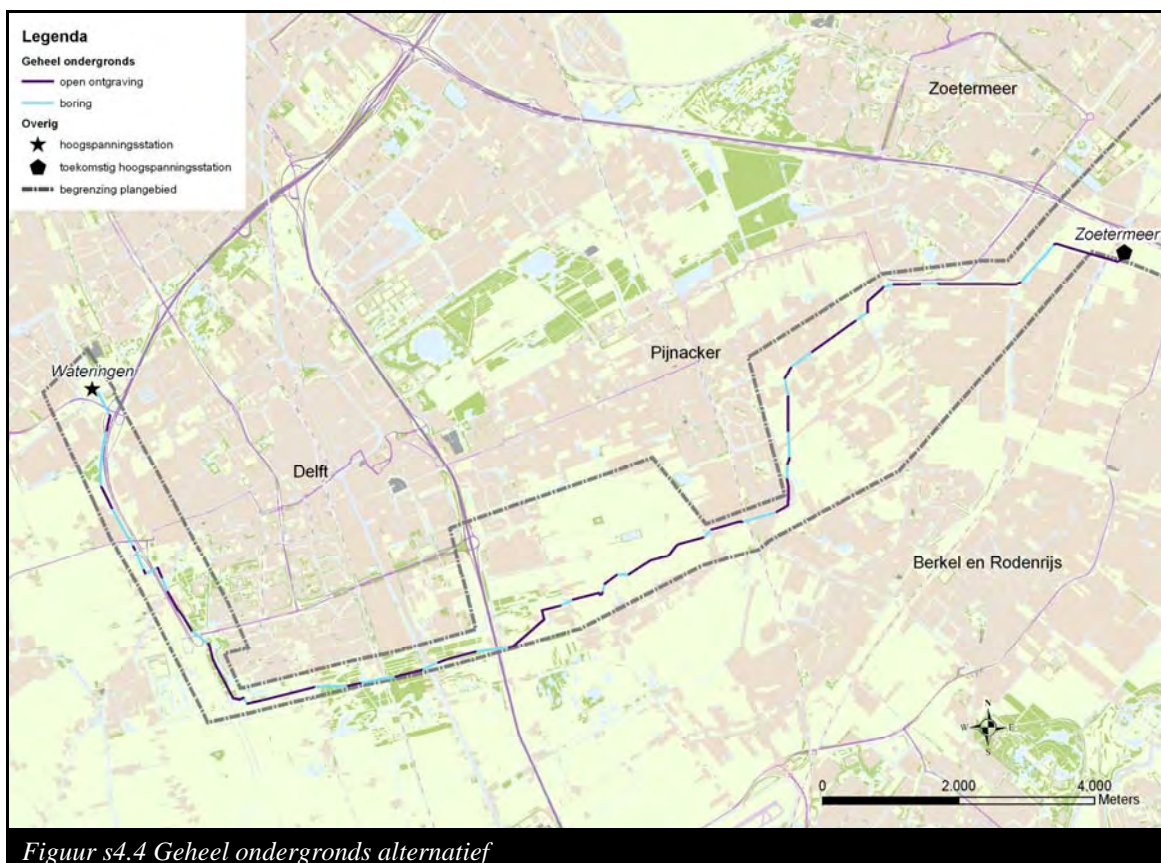 Legenda
Geheel ondergronds
open ontgraving
boring
Overig
hoogspanningsstation
toekomstig hoogspanningsstation
begrenzing plangebied
Zoetermeer
Zoetermeer
Wateringen
Pijnacker
Delft
Berkel en Rodenrijs
N
W E
S
0 2.000 4.000
Meters
Figuur s4.4 Geheel ondergronds alternatief